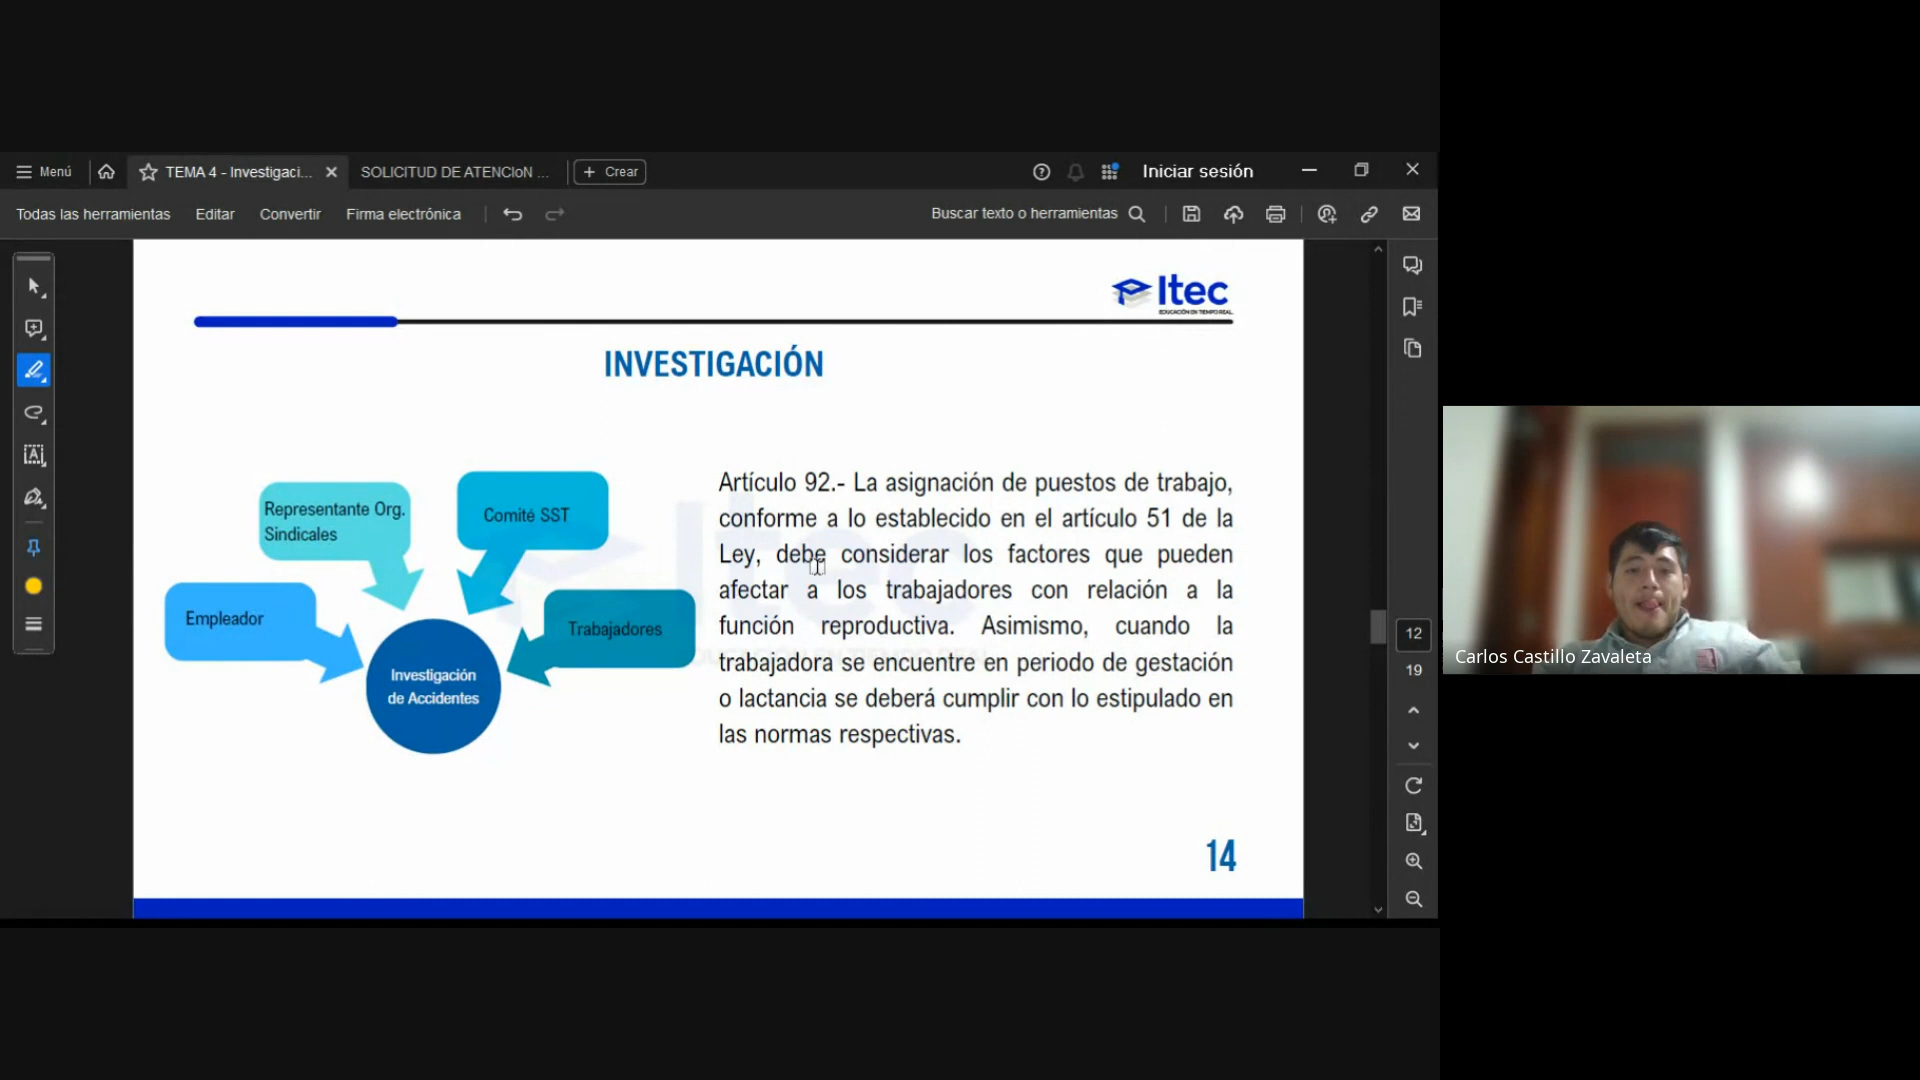 Menú
TEMA 4 - Investigaci...
SOLICITUD DE ATENCIoN ...
Crear
Iniciar sesión
Todas las herramientas
Editar
Convertir
Firma electrónica
Buscar texto o herramientas
Itec
EDUCACIÓN EN TIEMPO REAL
INVESTIGACIÓN
Representante Org.
Sindicales
Comité SST
Empleador
Trabajadores
Investigación
de Accidentes
Artículo 92.- La asignación de puestos de trabajo,
conforme a lo establecido en el artículo 51 de la
Ley, debe considerar los factores que pueden
afectar a los trabajadores con relación a la
función reproductiva. Asimismo, cuando la
trabajadora se encuentre en periodo de gestación
o lactancia se deberá cumplir con lo estipulado en
las normas respectivas.
14
12
19
Carlos Castillo Zavaleta